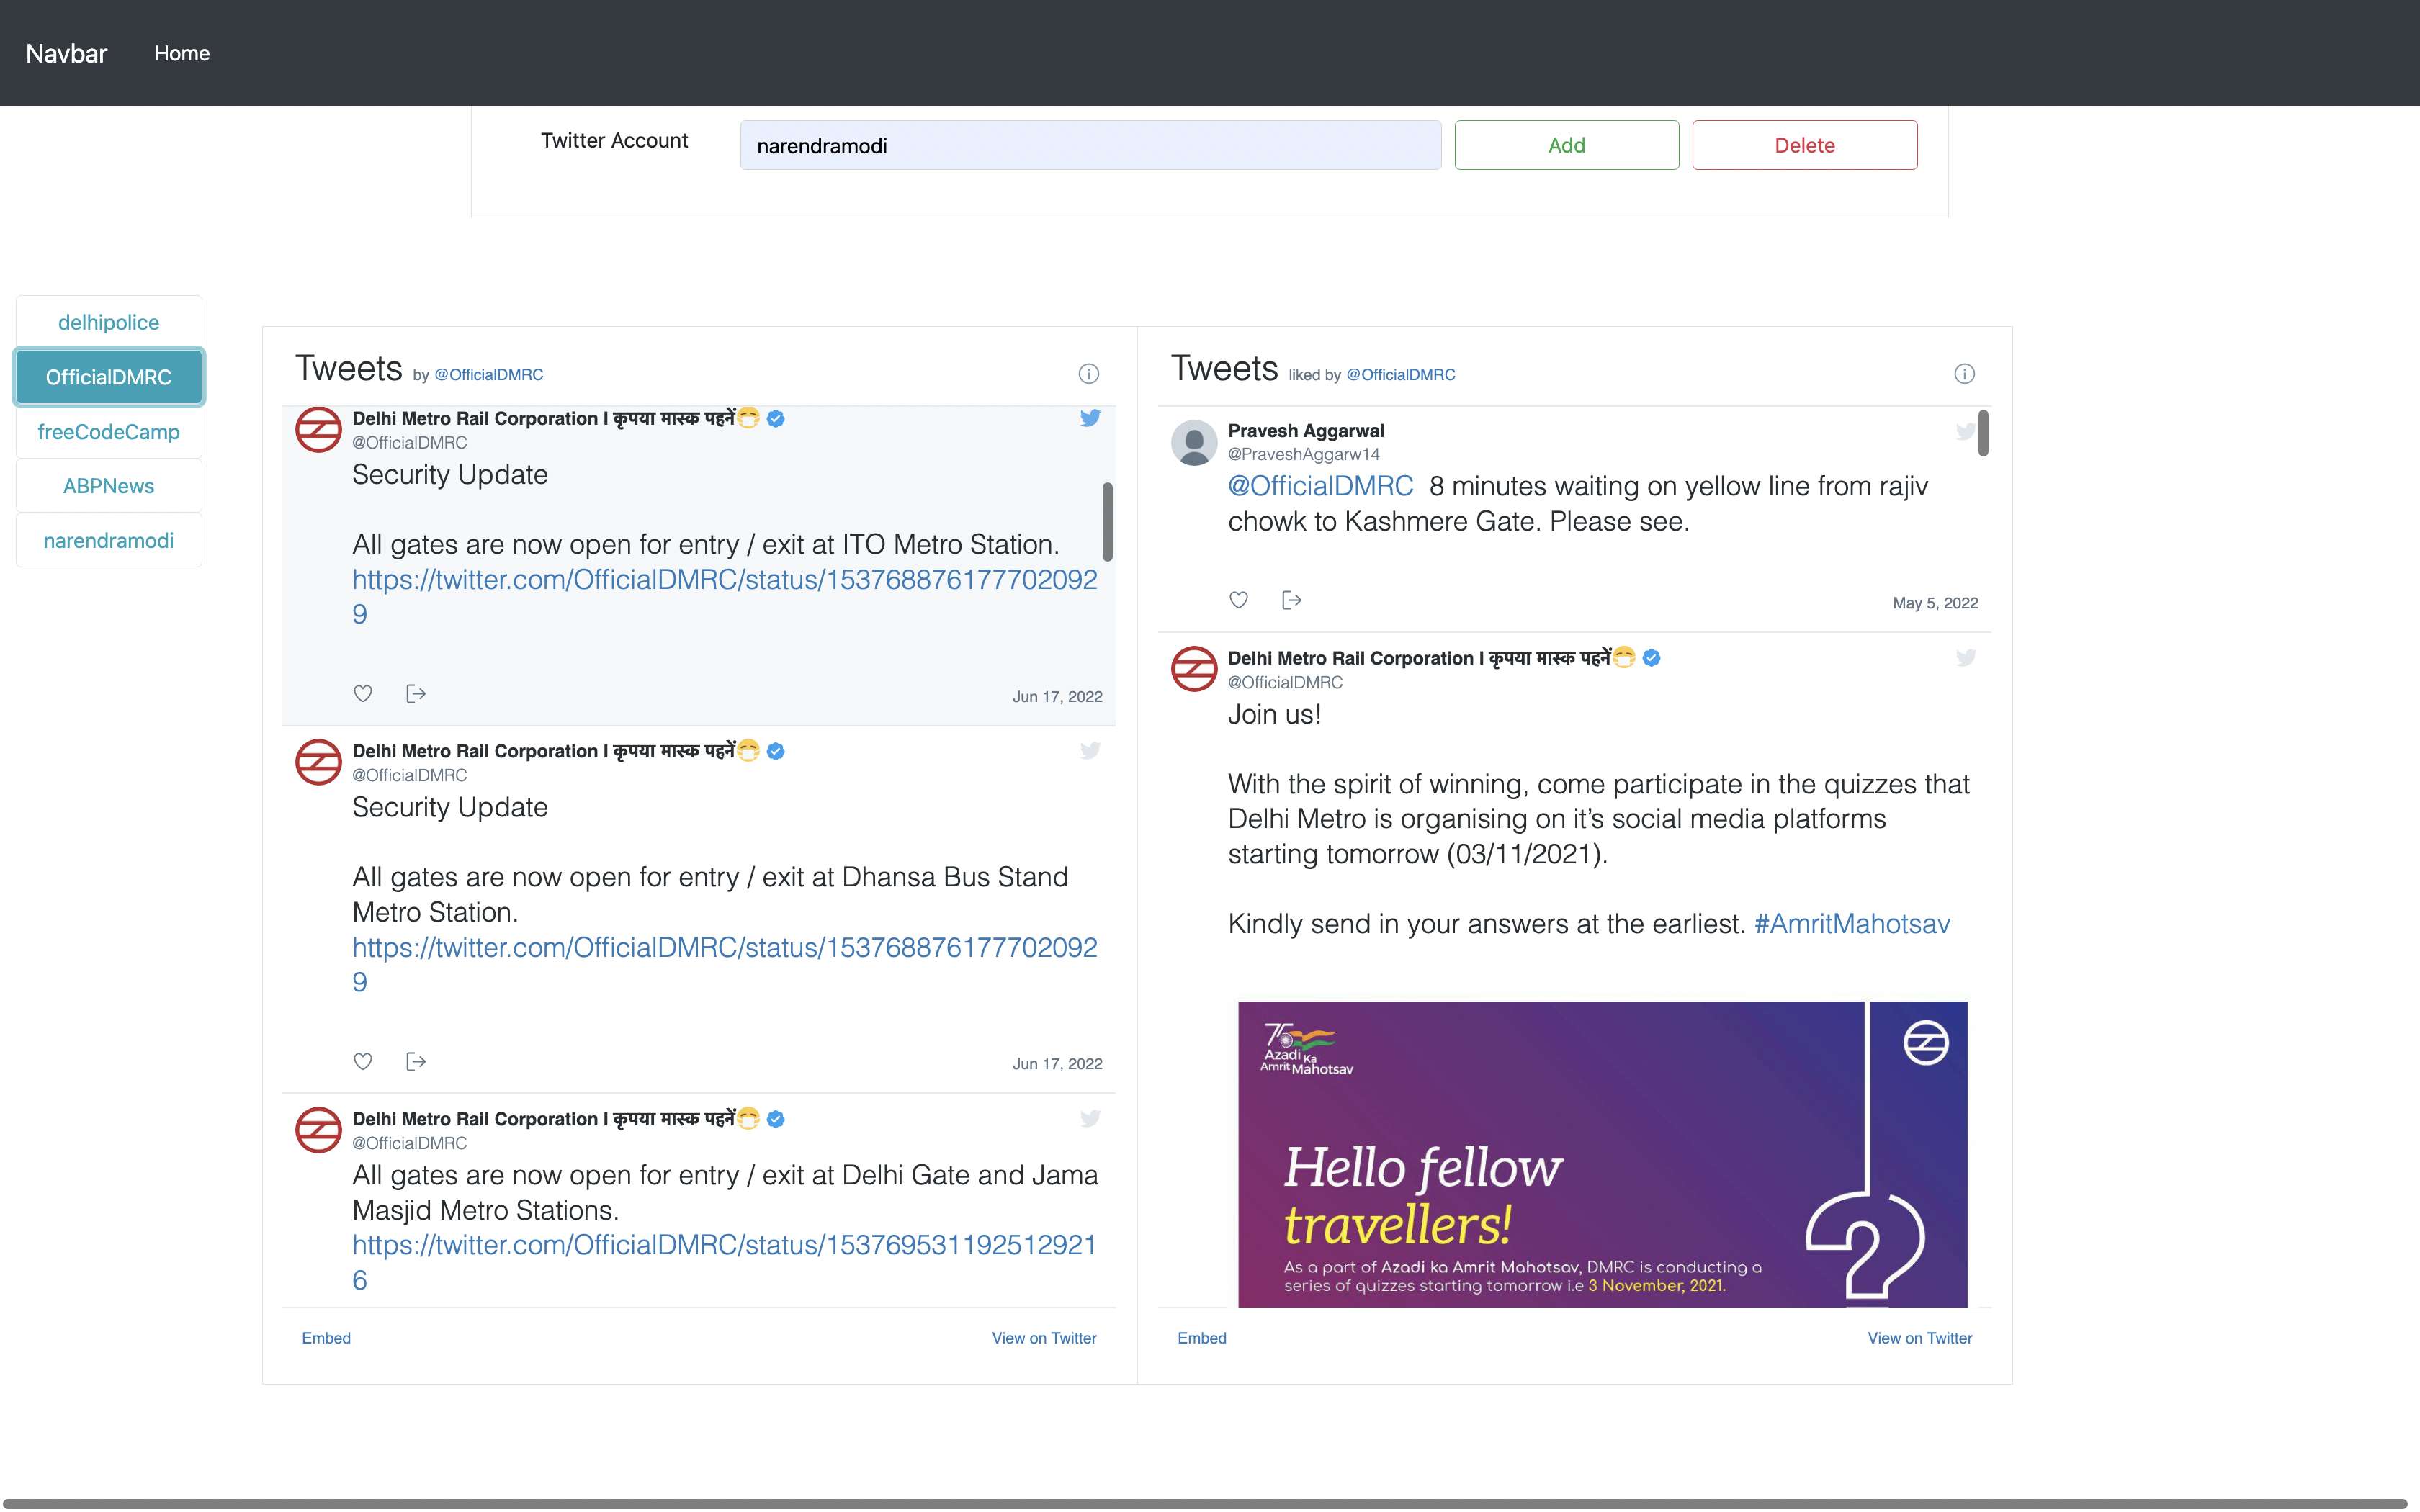 Navbar Home
Twitter Account narendramodi Add Delete
delhipolice
OfficialDMRC
freeCodeCamp
ABPNews
narendramodi
Tweets by @OfficialDMRC
Delhi Metro Rail Corporation I कृपया मास्क पहनें😷
@OfficialDMRC
Security Update
All gates are now open for entry / exit at ITO Metro Station.
https://twitter.com/OfficialDMRC/status/153768876177702092
9
Jun 17, 2022
Delhi Metro Rail Corporation I कृपया मास्क पहनें😷
@OfficialDMRC
Security Update
All gates are now open for entry / exit at Dhansa Bus Stand
Metro Station.
https://twitter.com/OfficialDMRC/status/153768876177702092
9
Jun 17, 2022
Delhi Metro Rail Corporation I कृपया मास्क पहनें😷
@OfficialDMRC
All gates are now open for entry / exit at Delhi Gate and Jama
Masjid Metro Stations.
https://twitter.com/OfficialDMRC/status/153769531192512921
6
Embed View on Twitter
Tweets liked by @OfficialDMRC
Pravesh Aggarwal
@PraveshAggarw14
@OfficialDMRC 8 minutes waiting on yellow line from rajiv
chowk to Kashmere Gate. Please see.
May 5, 2022
Delhi Metro Rail Corporation I कृपया मास्क पहनें😷
@OfficialDMRC
Join us!
With the spirit of winning, come participate in the quizzes that
Delhi Metro is organising on it's social media platforms
starting tomorrow (03/11/2021).
Kindly send in your answers at the earliest. #AmritMahotsav
75
Azadi Ka
Amrit Mahotsav
Hello fellow
travellers!
As a part of Azadi ka Amrit Mahotsav, DMRC is conducting a
series of quizzes starting tomorrow i.e 3 November, 2021.
Embed View on Twitter